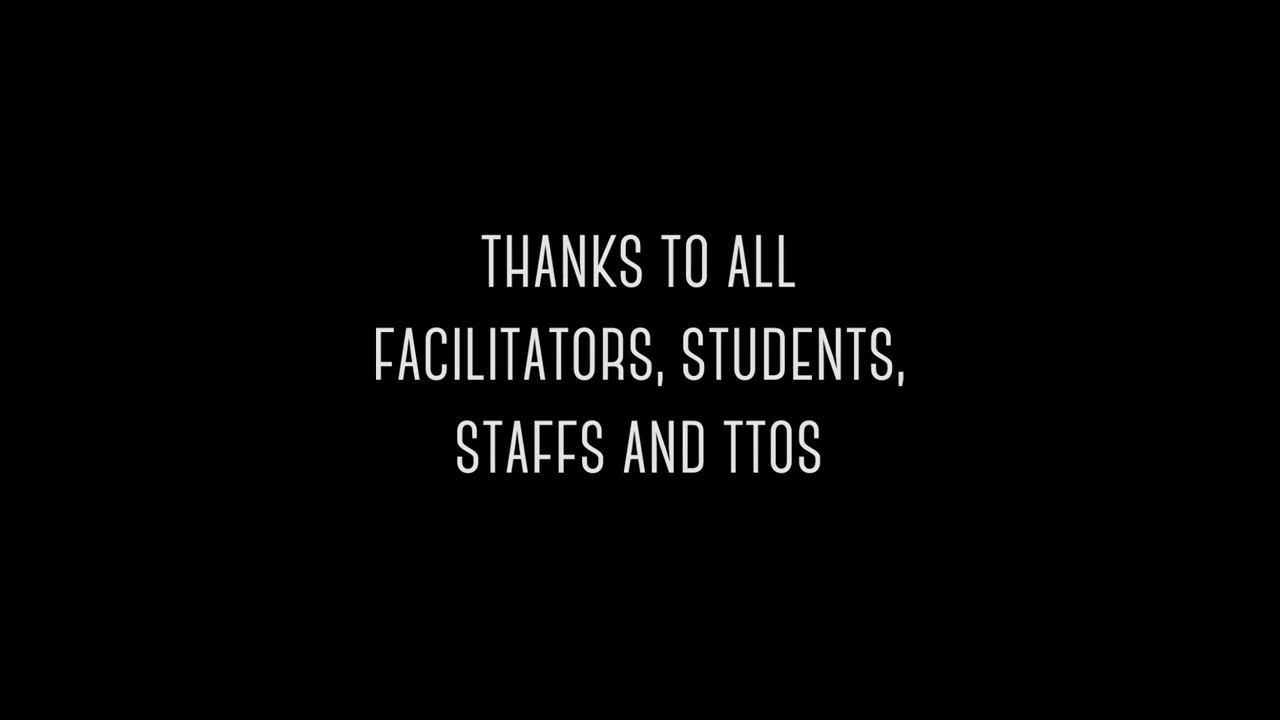 THANKS TO ALL
FACILITATORS, STUDENTS,
STAFFS AND TTOS